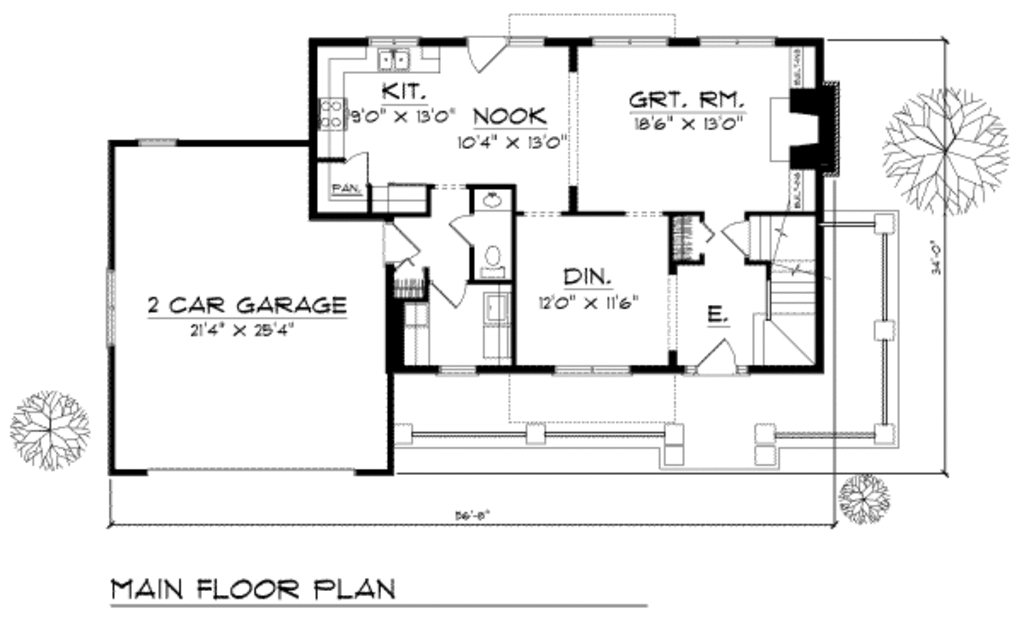 BUILT-INS
KIT.
9'0" X 13'0"
NOOK
10'4" X 13'0"
GRT. RM.
18'6" X 13'0"
PAN.
BUILT-INS
34'-0"
DIN.
12'0" X 11'6"
2 CAR GARAGE
21'4" X 25'4"
E.
56'-8"
MAIN FLOOR PLAN